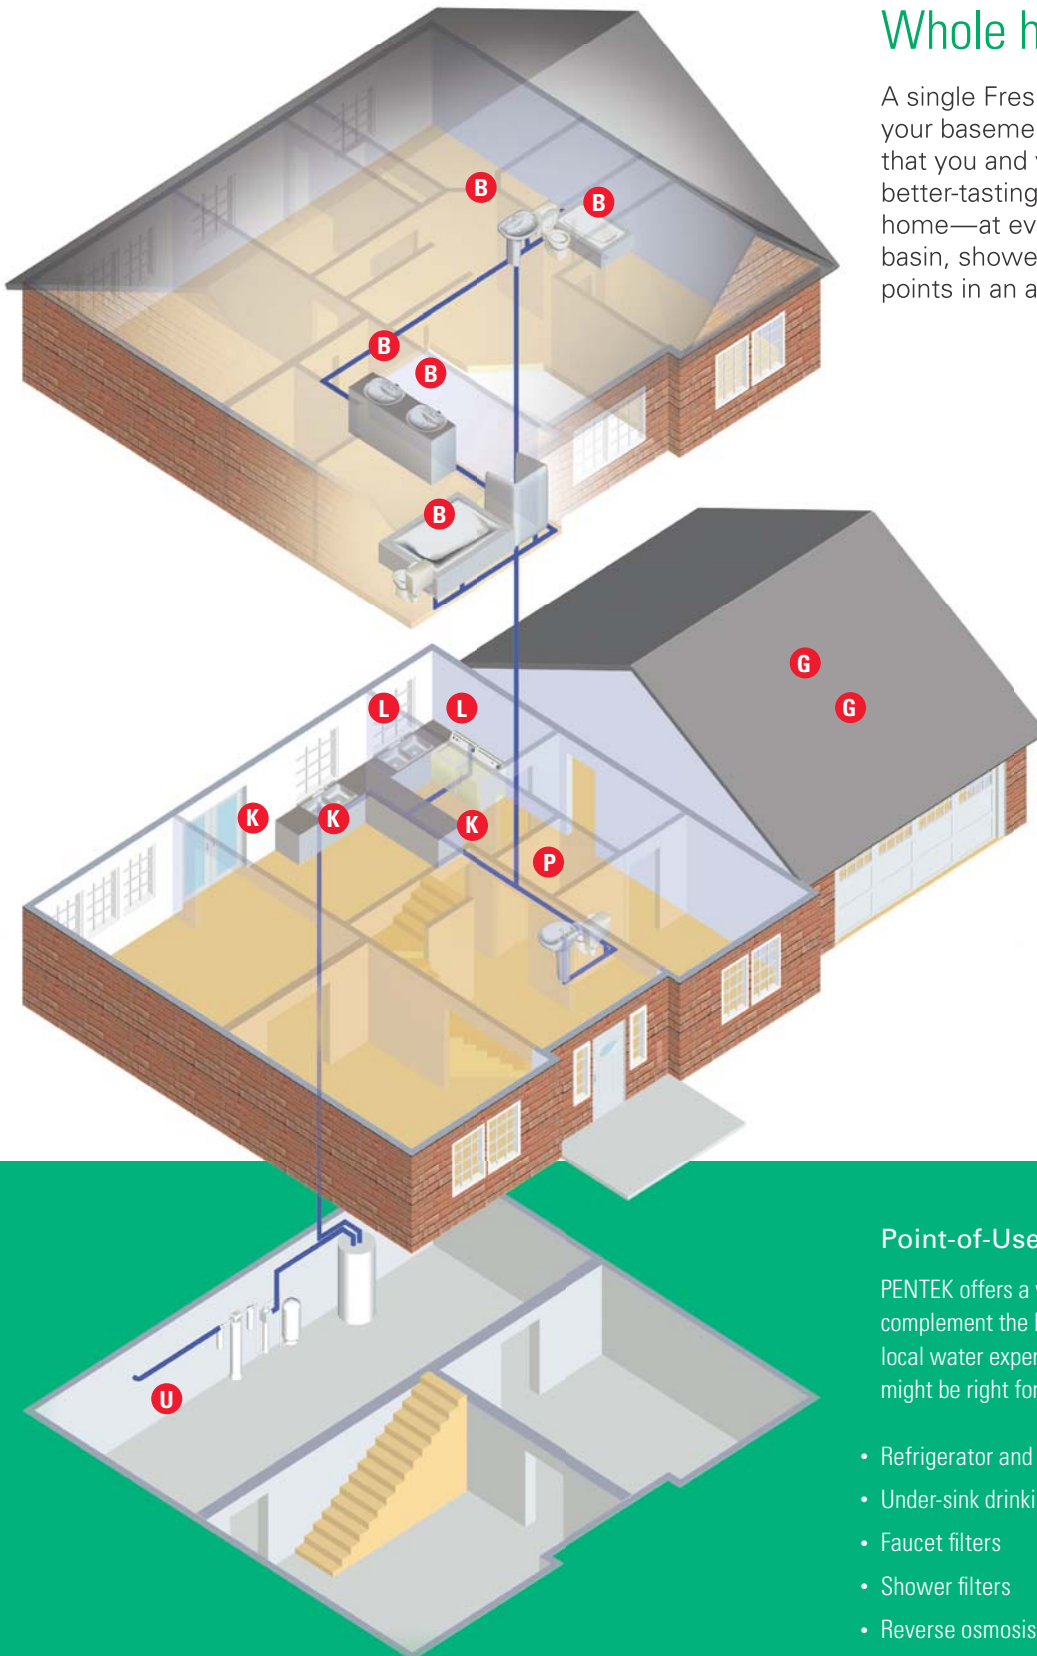 Whole h
A single Fres
your baseme
that you and
better-tasting
home—at ev
basin, showe
points in an a
B
B
B
B
B
G
G
L
L
K
K
K
P
U
Point-of-Use
PENTEK offers a
complement the
local water exper
might be right for
• Refrigerator and
• Under-sink drinki
• Faucet filters
• Shower filters
• Reverse osmosis